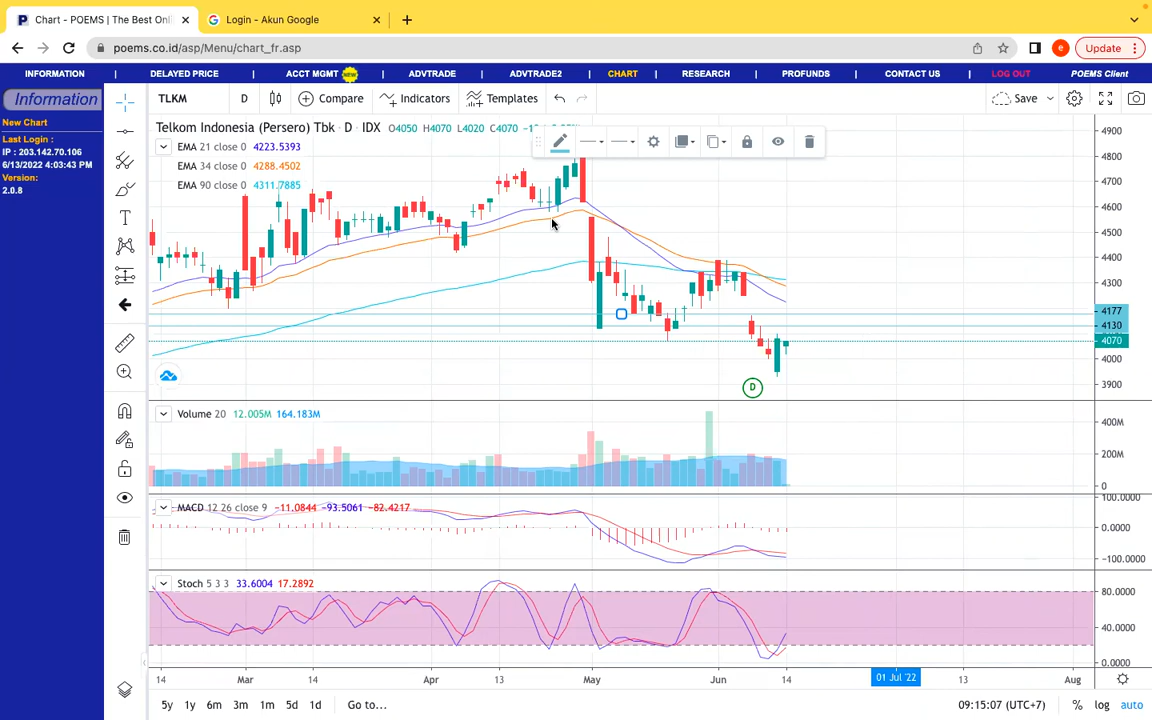 Chart - POEMS | The Best Onl
Login - Akun Google
poems.co.id/asp/Menu/chart_fr.asp
e
Update
INFORMATION | DELAYED PRICE | ACCT MGMT NEW | ADVTRADE | ADVTRADE2 | CHART | RESEARCH | PROFUNDS | CONTACT US | LOG OUT POEMS Client
Information
New Chart
Last Login :
IP : 203.142.70.106
6/13/2022 4:03:43 PM
Version:
2.0.8
TLKM D Compare Indicators Templates Save
Telkom Indonesia (Persero) Tbk · D · IDX O4050 H4070 L4020 C4070
EMA 21 close 0 4223.5393
EMA 34 close 0 4288.4502
EMA 90 close 0 4311.7885
4900
4800
4700
4600
4500
4400
4300
4177
4130
4070
4000
3900
D
Volume 20 12.005M 164.183M
400M
200M
0
MACD 12 26 close 9 −11.0844 −93.5061 −82.4217
100.0000
0.0000
−100.0000
Stoch 5 3 3 33.6004 17.2892
80.0000
40.0000
0.0000
14 Mar 14 Apr 13 May Jun 14 01 Jul '22 13 Aug
5y 1y 6m 3m 1m 5d 1d Go to... 09:15:07 (UTC+7) % log auto